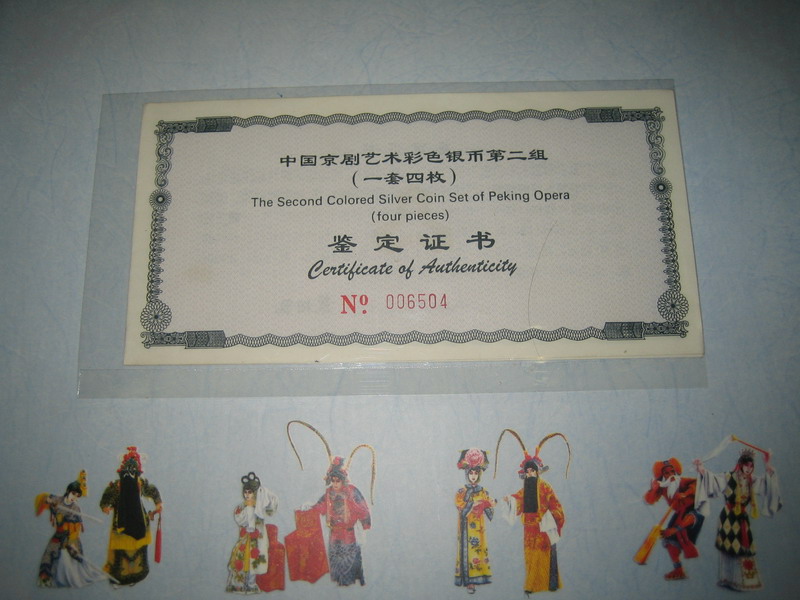 中国京剧艺术彩色银币第二组
(一套四枚)
The Second Colored Silver Coin Set of Peking Opera
(four pieces)
鉴定证书
Certificate of Authenticity
Nº 006504